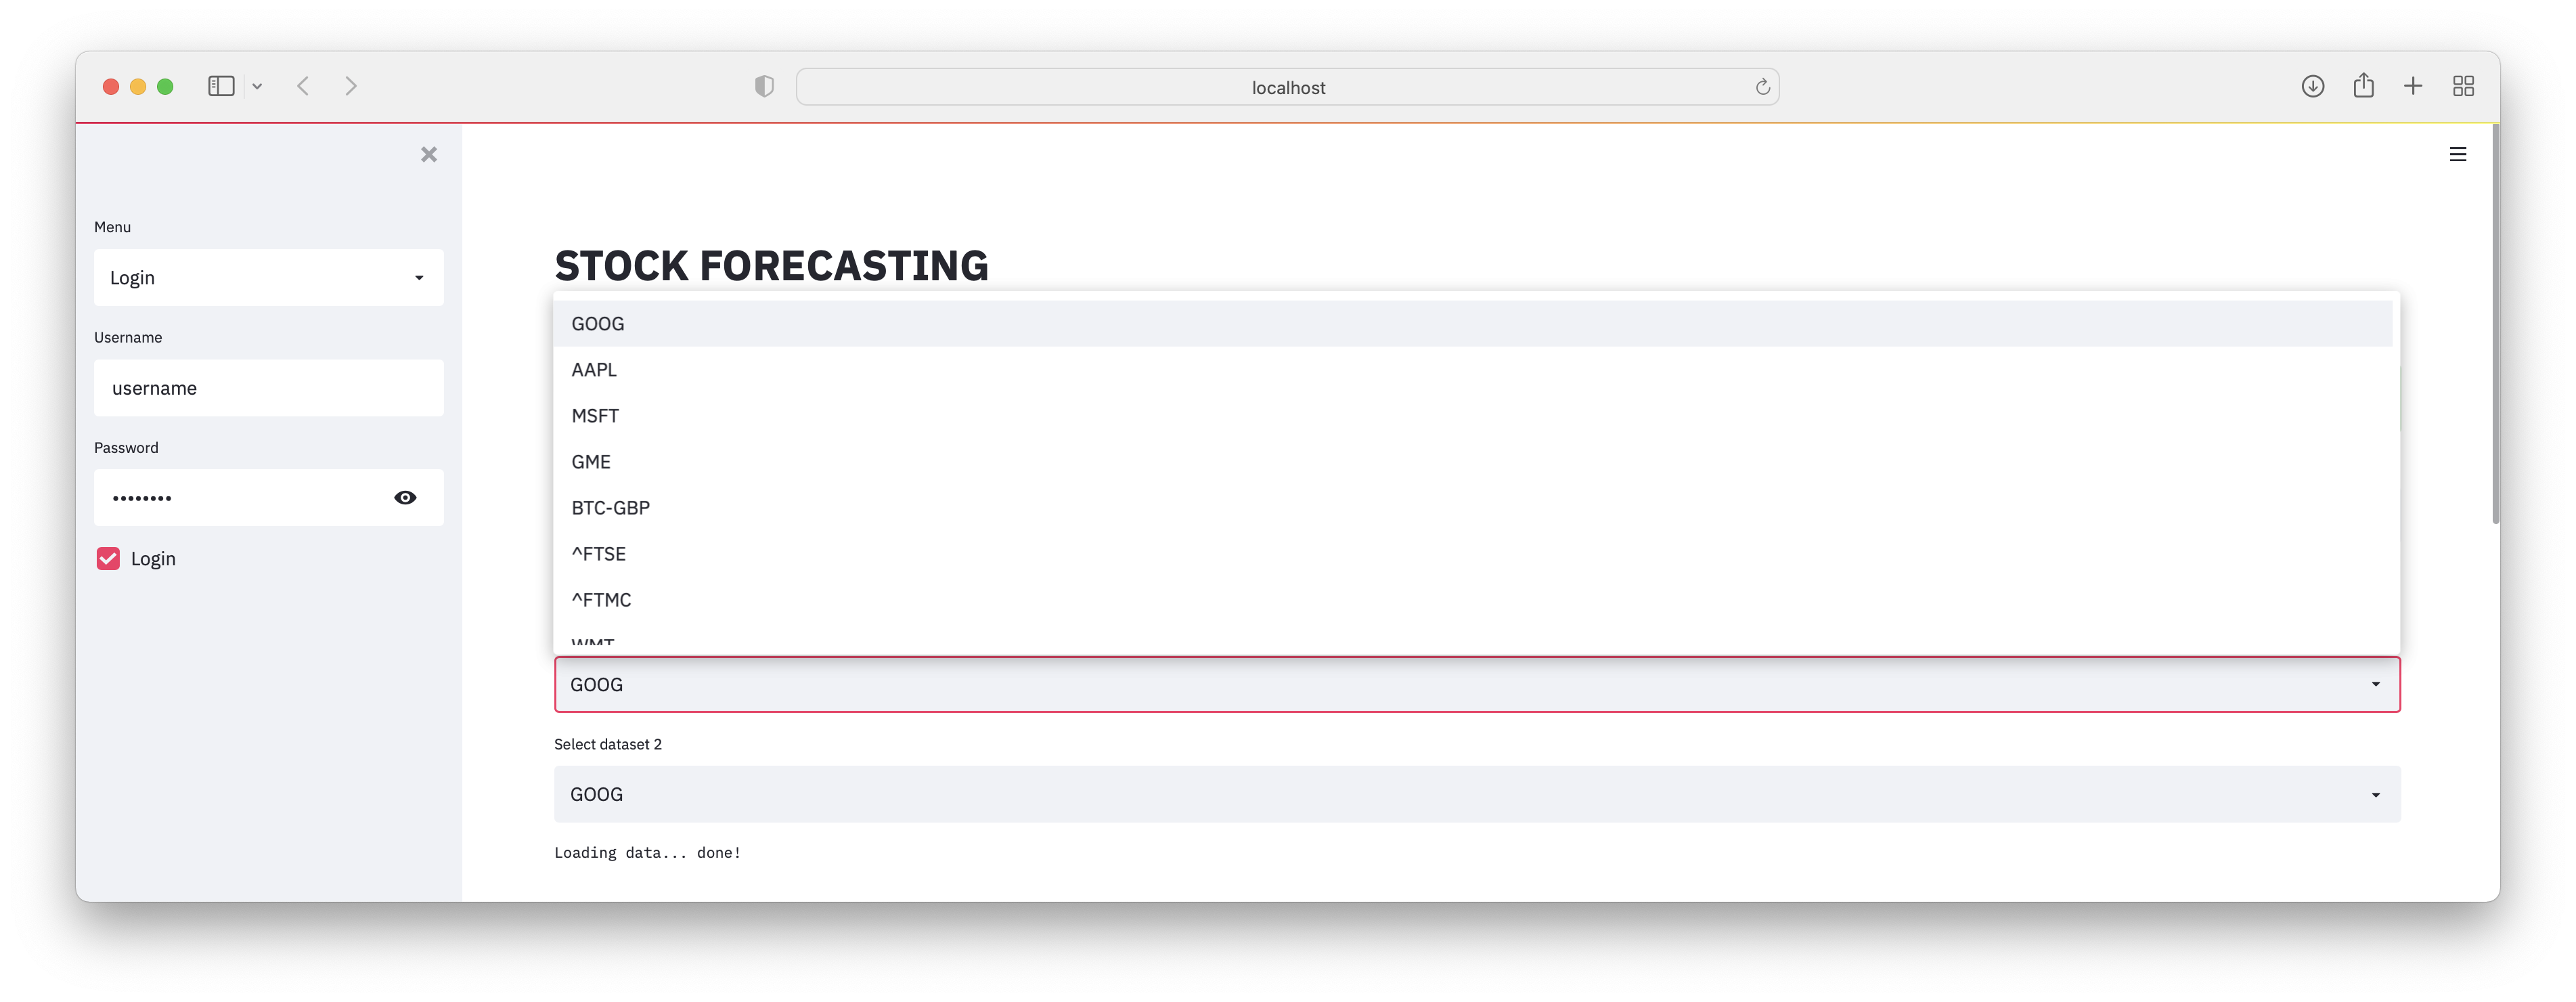 localhost
Menu
Login
Username
username
Password
••••••••
Login
STOCK FORECASTING
GOOG
AAPL
MSFT
GME
BTC-GBP
^FTSE
^FTMC
WMT
GOOG
Select dataset 2
GOOG
Loading data... done!